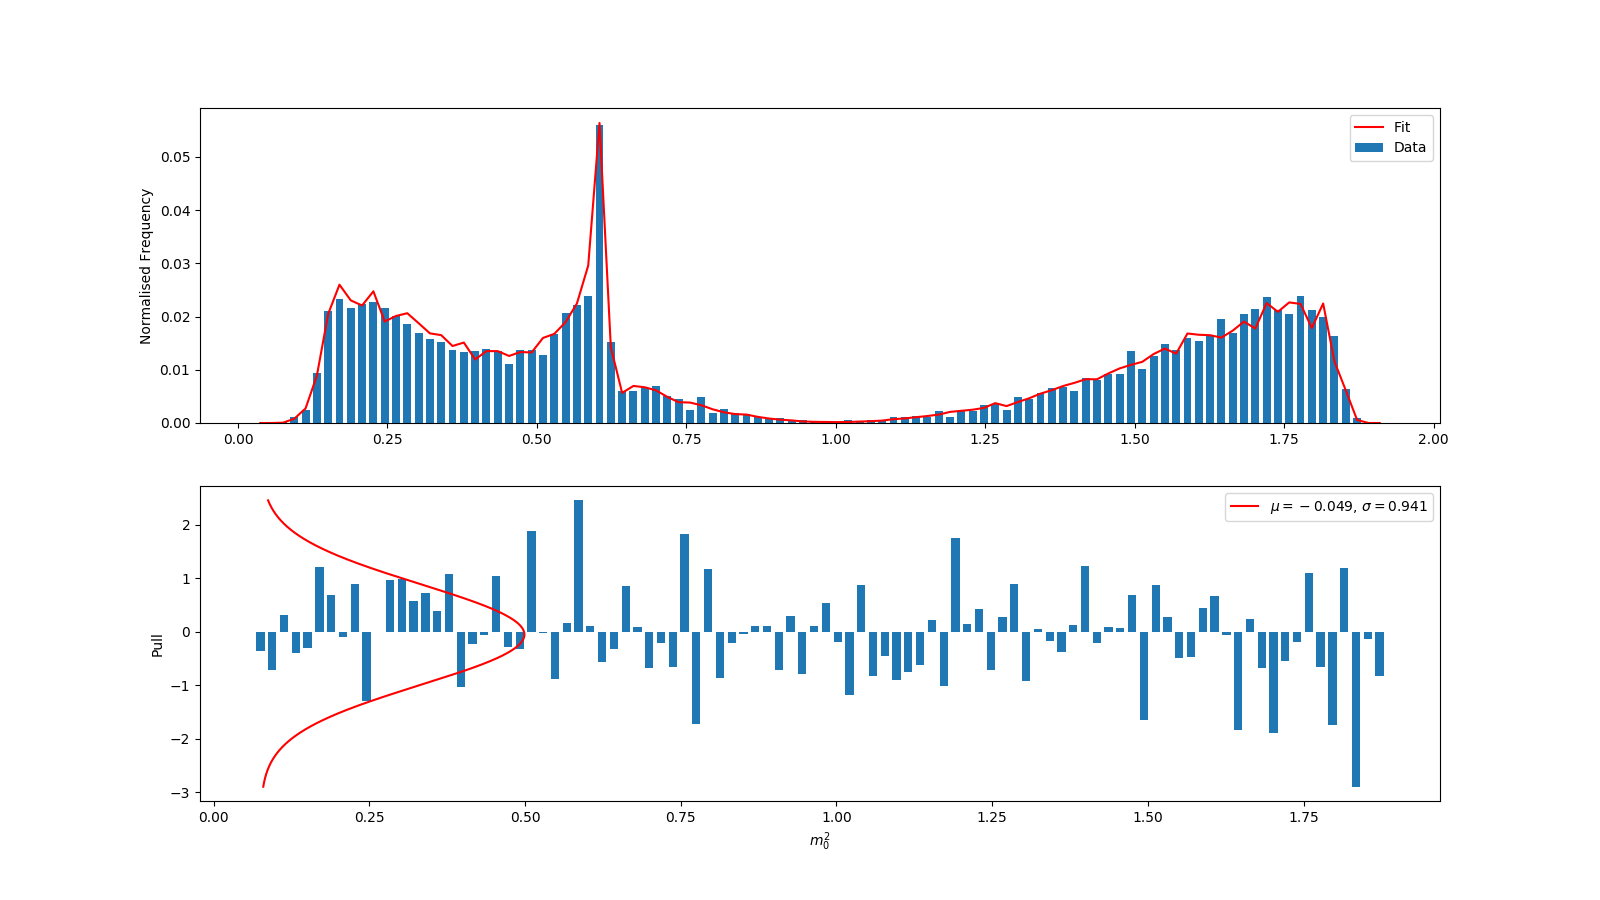 Normalised Frequency
0.05
0.04
0.03
0.02
0.01
0.00
0.00 0.25 0.50 0.75 1.00 1.25 1.50 1.75 2.00
Fit
Data
Pull
2
1
0
−1
−2
−3
0.00 0.25 0.50 0.75 1.00 1.25 1.50 1.75
μ = −0.049, σ = 0.941
m₀²